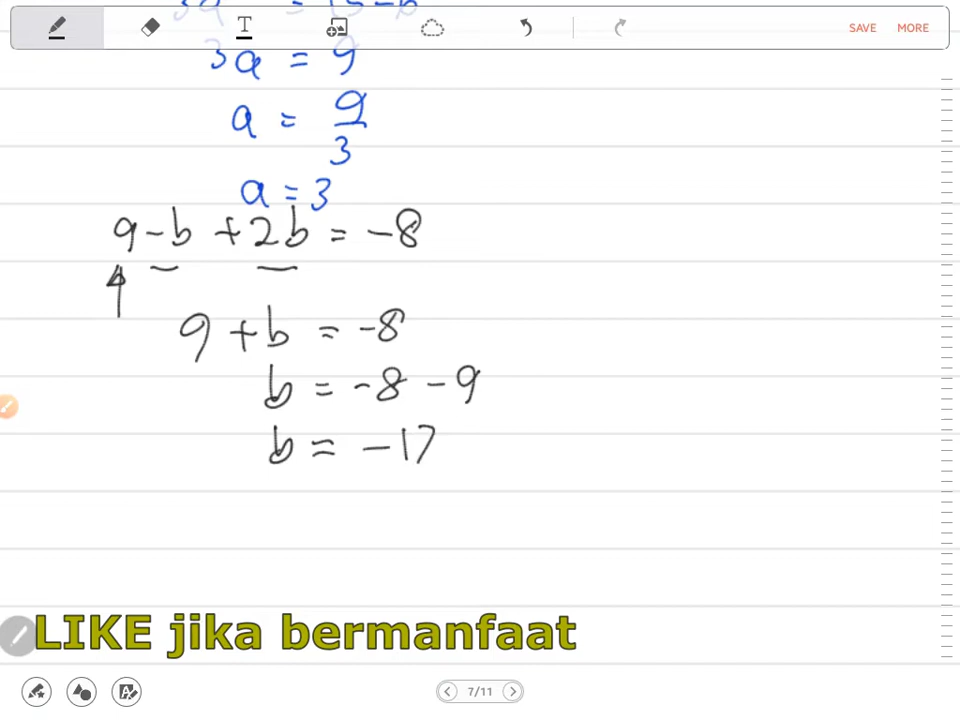 SAVE MORE
3a = 9
a = 9/3
a = 3
9 - b + 2b = -8
9 + b = -8
b = -8 - 9
b = -17
LIKE jika bermanfaat
7/11